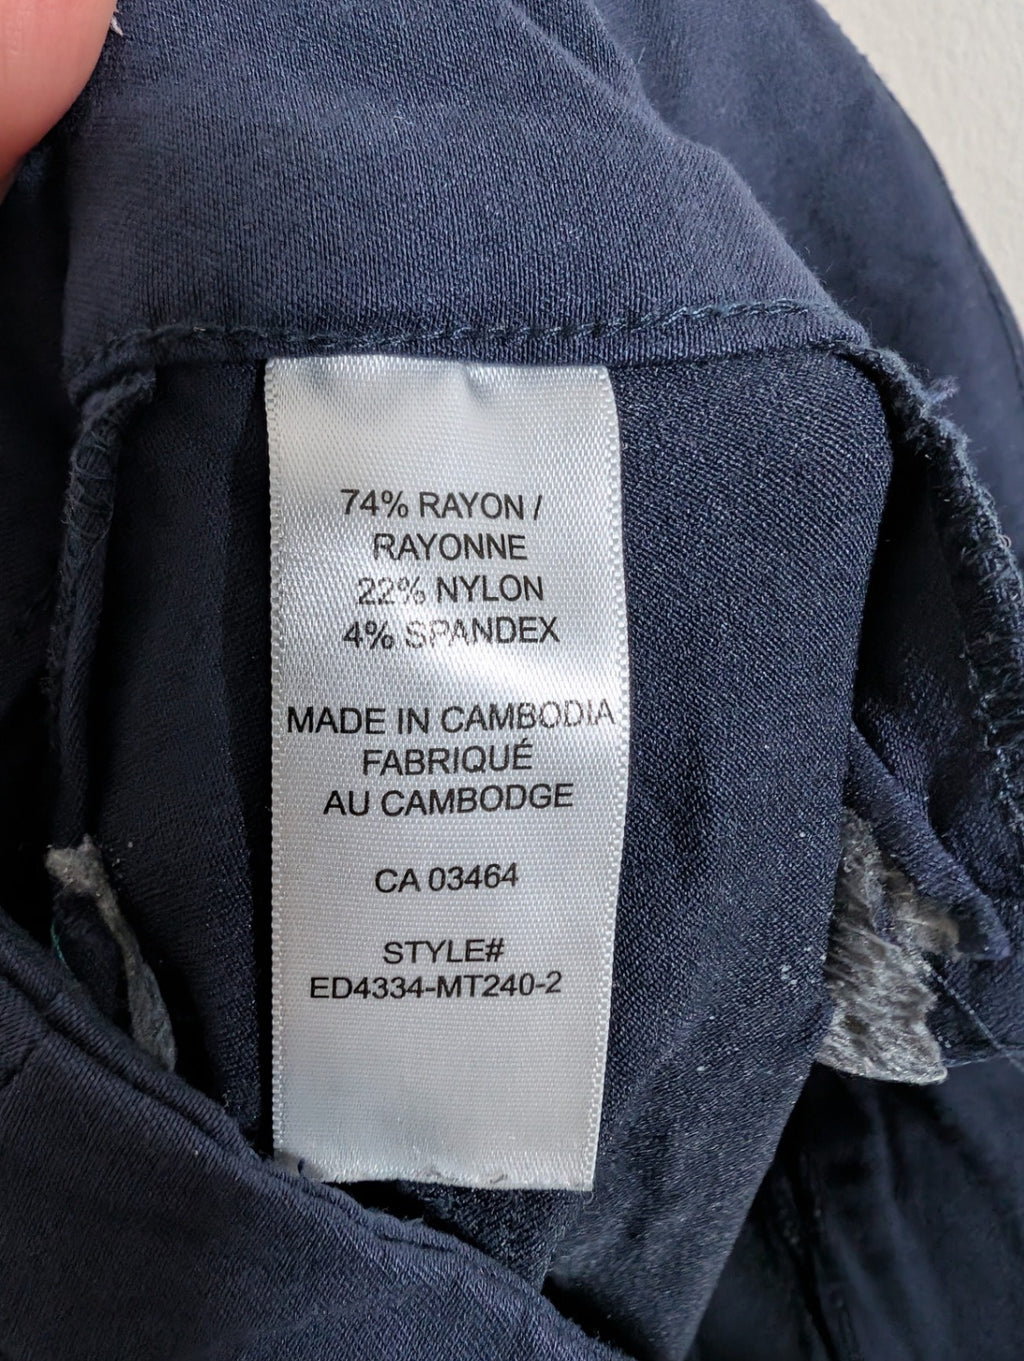 74% RAYON /
RAYONNE
22% NYLON
4% SPANDEX
MADE IN CAMBODIA
FABRIQUÉ
AU CAMBODGE
CA 03464
STYLE#
ED4334-MT240-2